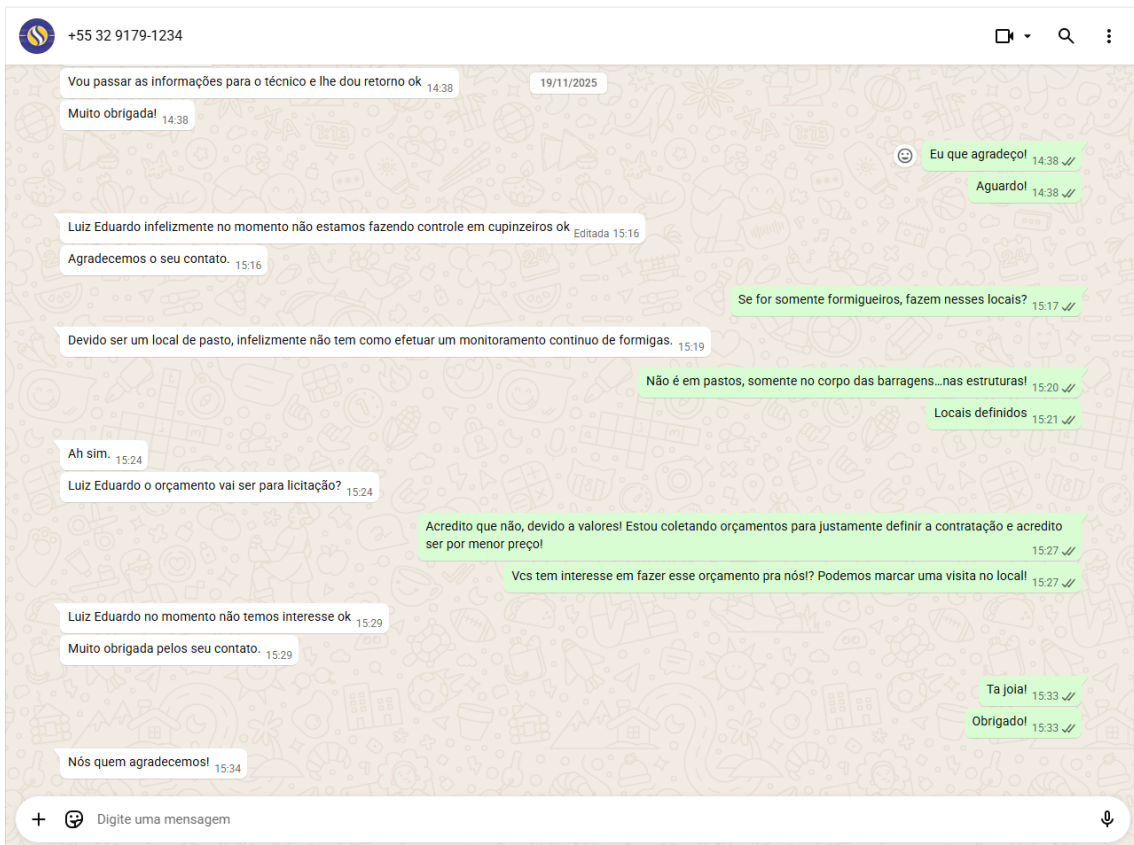 +55 32 9179-1234
Vou passar as informações para o técnico e lhe dou retorno ok 14:38
19/11/2025
Muito obrigada! 14:38
Eu que agradeço! 14:38
Aguardo! 14:38
Luiz Eduardo infelizmente no momento não estamos fazendo controle em cupinzeiros ok Editada 15:16
Agradecemos o seu contato. 15:16
Se for somente formigueiros, fazem nesses locais? 15:17
Devido ser um local de pasto, infelizmente não tem como efetuar um monitoramento continuo de formigas. 15:19
Não é em pastos, somente no corpo das barragens...nas estruturas! 15:20
Locais definidos 15:21
Ah sim. 15:24
Luiz Eduardo o orçamento vai ser para licitação? 15:24
Acredito que não, devido a valores! Estou coletando orçamentos para justamente definir a contratação e acredito
ser por menor preço! 15:27
Vcs tem interesse em fazer esse orçamento pra nós!? Podemos marcar uma visita no local! 15:27
Luiz Eduardo no momento não temos interesse ok 15:29
Muito obrigada pelos seu contato. 15:29
Ta joia! 15:33
Obrigado! 15:33
Nós quem agradecemos! 15:34
Digite uma mensagem